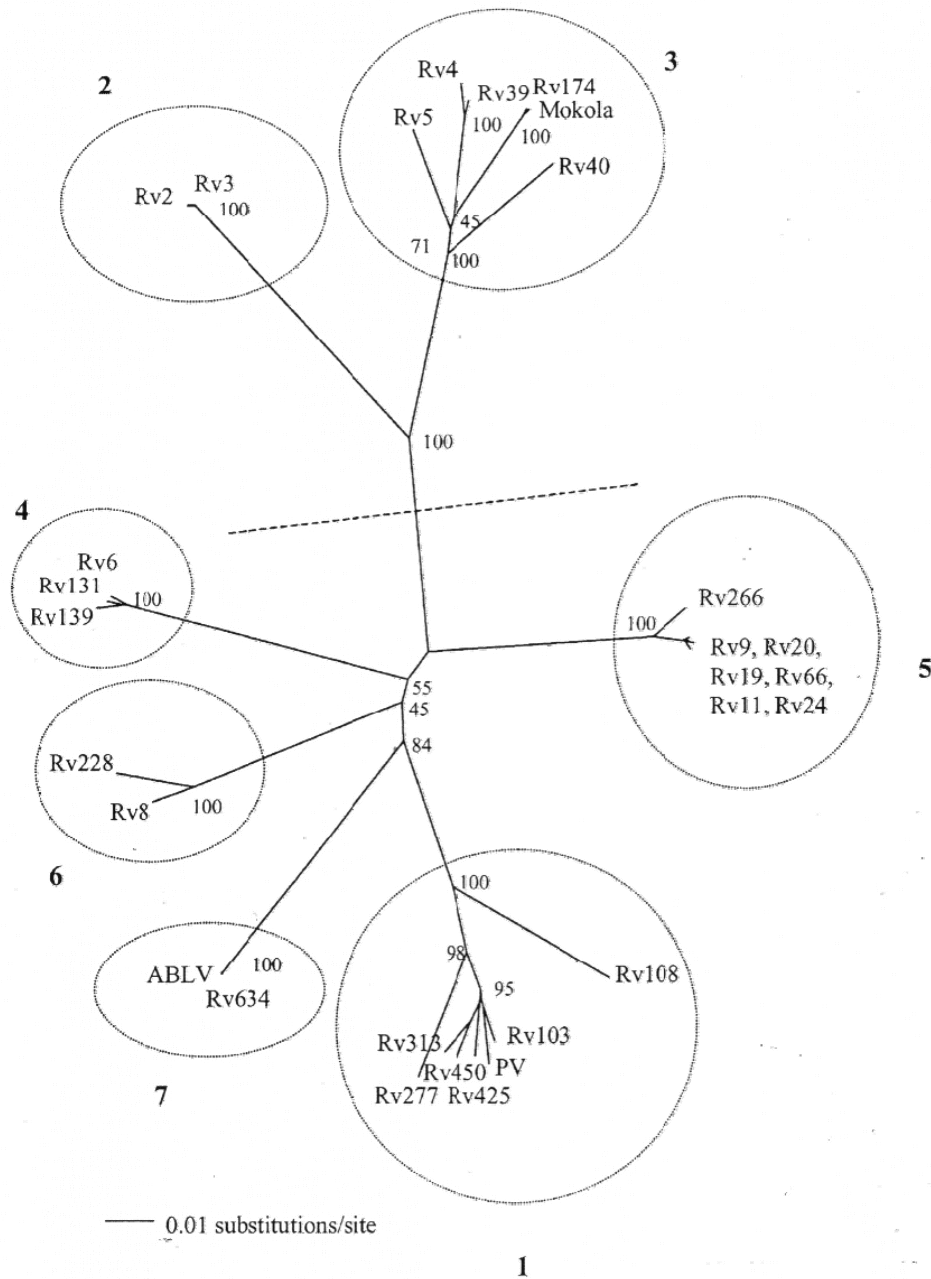 3
2
Rv4
Rv39 Rv174
Mokola
Rv5
100
100
Rv40
Rv3
Rv2
100
45
71
100
100
4
Rv6
Rv131
100
Rv139
Rv266
100
Rv9, Rv20,
Rv19, Rv66,
Rv11, Rv24
5
55
45
84
Rv228
Rv8
100
6
100
98
Rv108
95
ABLV
100
Rv634
Rv313
Rv103
Rv450
PV
Rv277
Rv425
7
0.01 substitutions/site
1